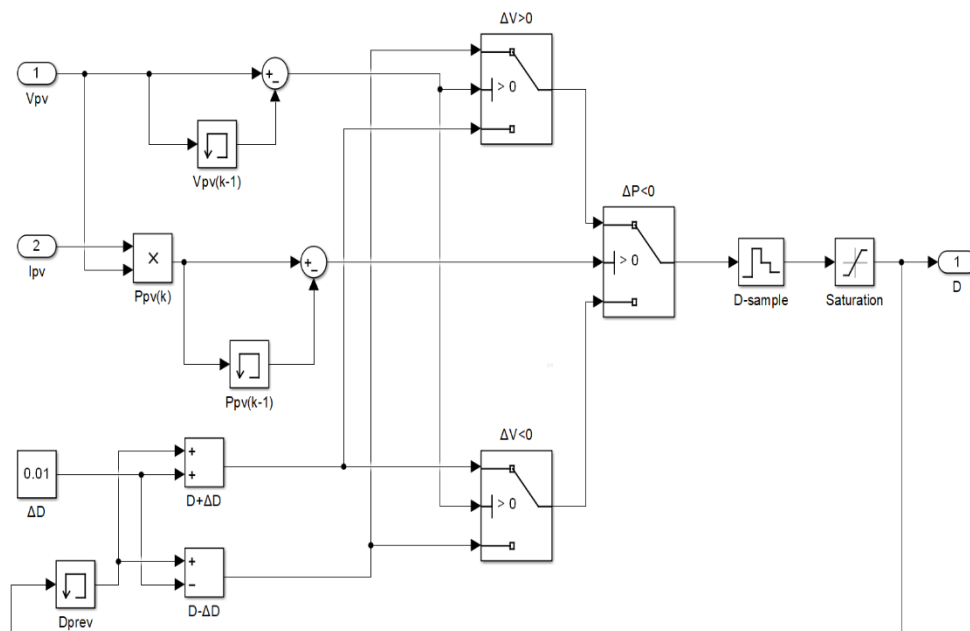 ΔV>0
1
Vpv
+
−
> 0
Vpv(k-1)
ΔP<0
2
Ipv
×
Ppv(k)
+
−
> 0
D-sample
Saturation
1
D
Ppv(k-1)
ΔV<0
0.01
ΔD
+
+
D+ΔD
> 0
+
−
D-ΔD
Dprev